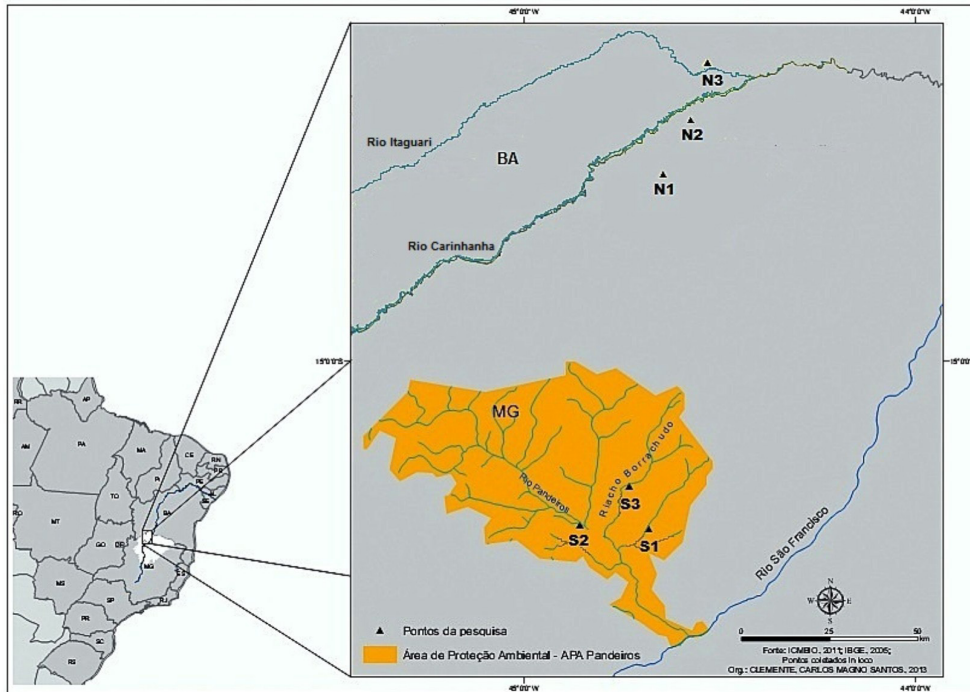 45°0'0"W
44°0'0"W
N3
N2
N1
Rio Itaguari
BA
Rio Carinhanha
15°0'0"S
15°0'0"S
MG
Riacho Borrachudo
Rio Pandeiros
S3
S2
S1
Rio São Francisco
N
W
E
S
Pontos da pesquisa
Área de Proteção Ambiental - APA Pandeiros
0
25
50
km
Fonte: ICMBIO, 2011; IBGE, 2006;
Pontos coletados in loco
Org.: CLEMENTE, CARLOS MAGNO SANTOS, 2013
45°0'0"W
44°0'0"W
RR
AP
AM
PA
MA
CE
RN
PI
PE
TO
BA
MT
GO
DF
MG
ES
MS
SP
RJ
PR
SC
RS